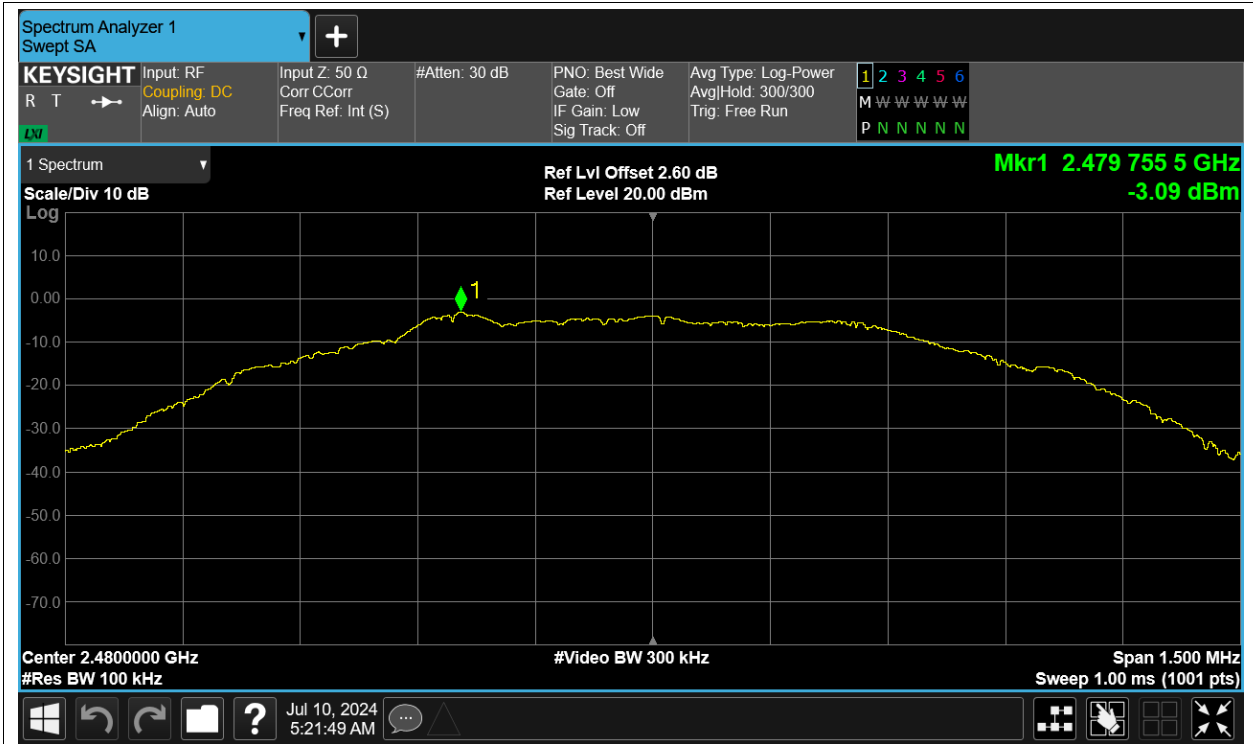 Spectrum Analyzer 1
Swept SA
+
KEYSIGHT
R T
LXI
Input: RF
Coupling: DC
Align: Auto
Input Z: 50 Ω
Corr CCorr
Freq Ref: Int (S)
#Atten: 30 dB
PNO: Best Wide
Gate: Off
IF Gain: Low
Sig Track: Off
Avg Type: Log-Power
Avg|Hold: 300/300
Trig: Free Run
1 2 3 4 5 6
M W W W W W
P N N N N N
1 Spectrum
Scale/Div 10 dB
Log
Ref Lvl Offset 2.60 dB
Ref Level 20.00 dBm
Mkr1 2.479 755 5 GHz
-3.09 dBm
10.0
0.00
-10.0
-20.0
-30.0
-40.0
-50.0
-60.0
-70.0
1
Center 2.4800000 GHz
#Res BW 100 kHz
#Video BW 300 kHz
Span 1.500 MHz
Sweep 1.00 ms (1001 pts)
?
Jul 10, 2024
5:21:49 AM